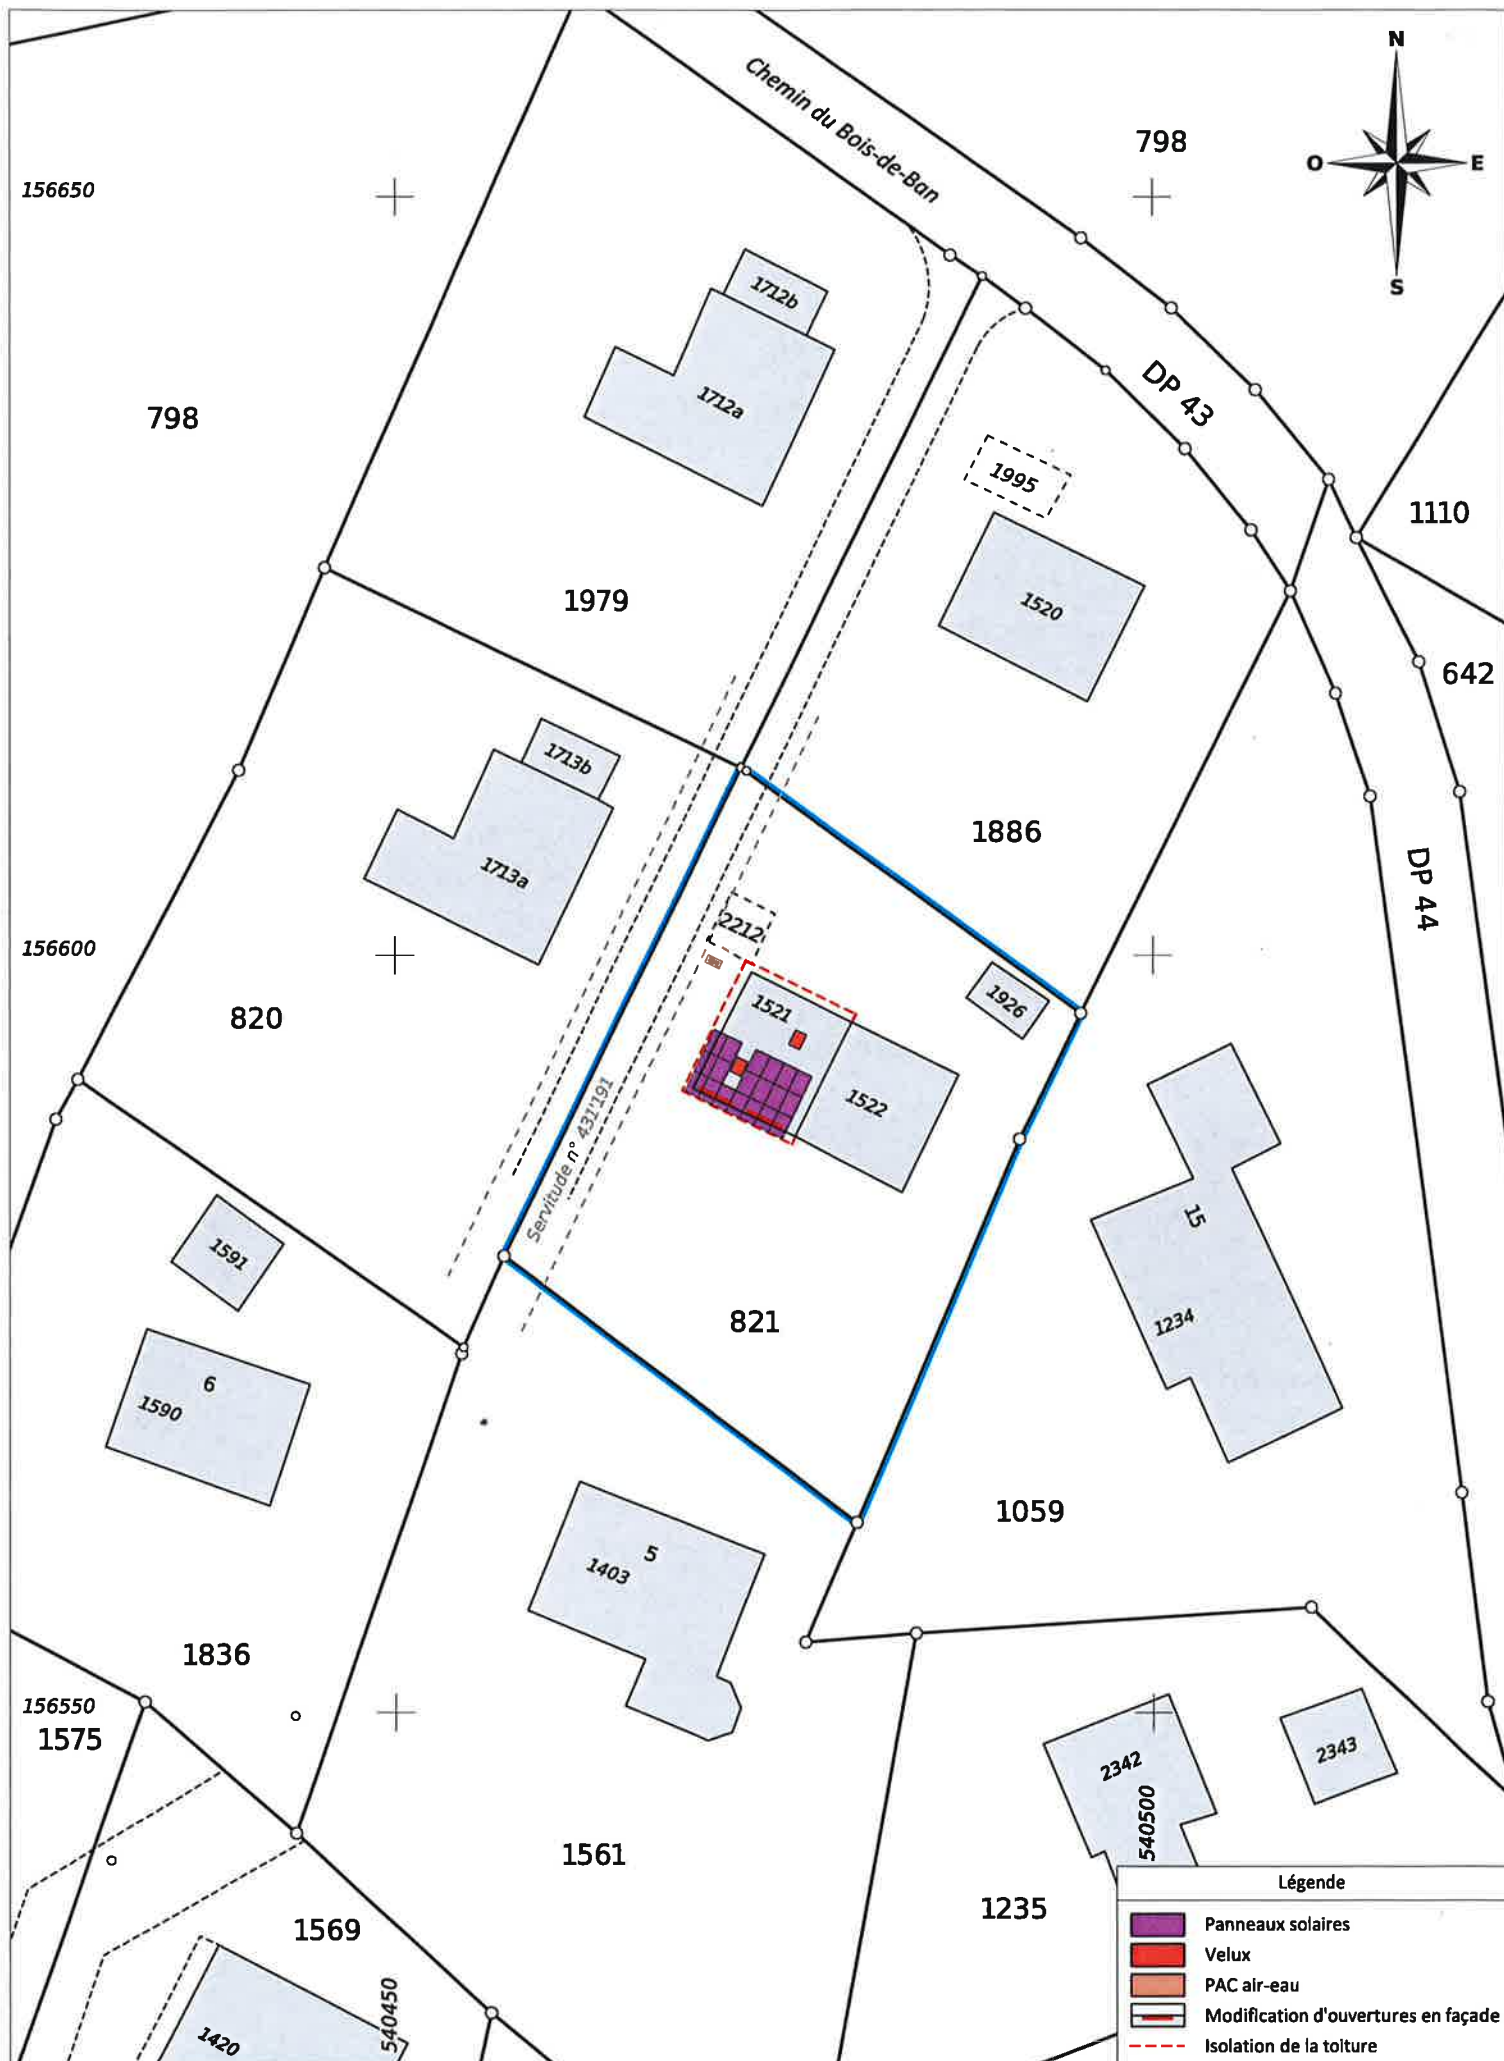 N
Chemin du Bois-de-Ban
798
O
E
156650
S
1712b
1712a
DP 43
798
1995
1110
1979
1520
642
1713b
1886
1713a
DP 44
2212
156600
1926
1521
820
1522
Servitude n° 431'191
15
1591
821
1234
6
1590
5
1403
1059
1836
156550
1575
2342
2343
540500
1561
1235
1569
540450
1420
Légende
Panneaux solaires
Velux
PAC air-eau
Modification d'ouvertures en façade
Isolation de la toiture